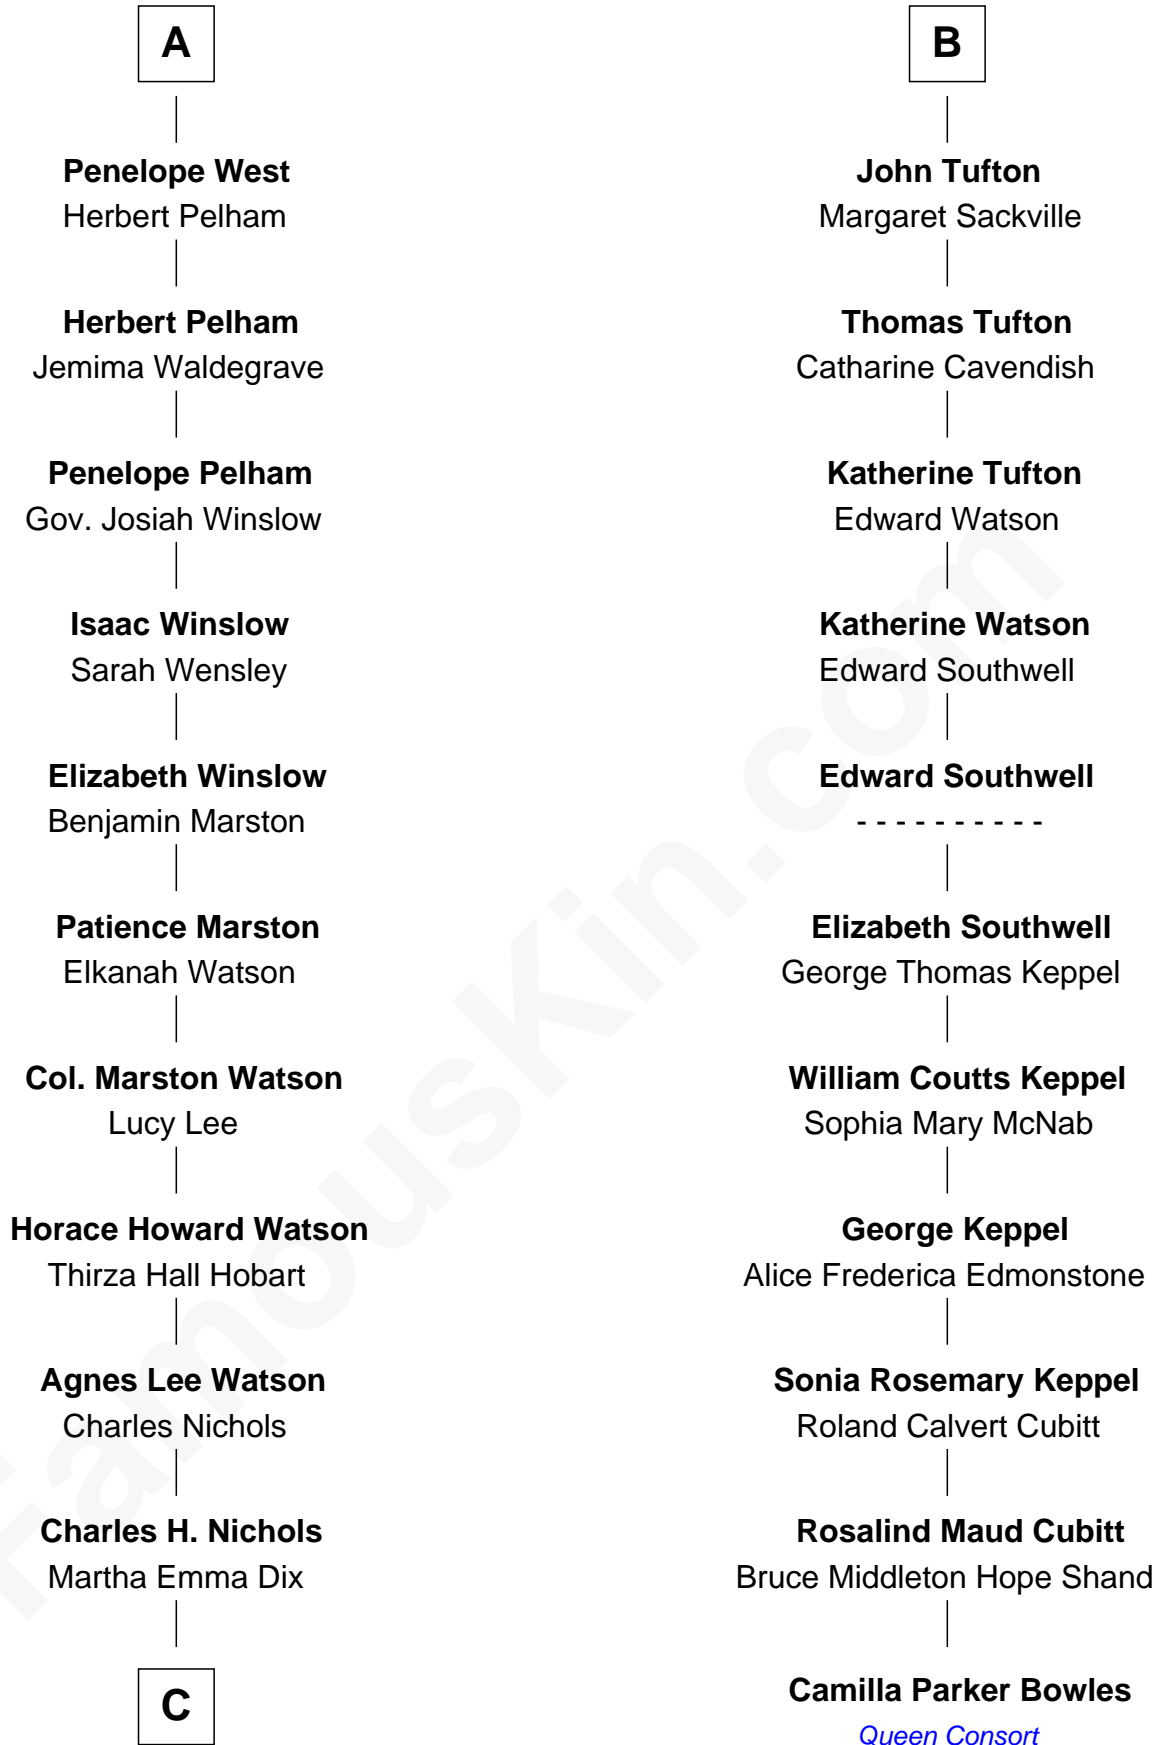 A
Penelope West
Herbert Pelham
Herbert Pelham
Jemima Waldegrave
Penelope Pelham
Gov. Josiah Winslow
Isaac Winslow
Sarah Wensley
Elizabeth Winslow
Benjamin Marston
Patience Marston
Elkanah Watson
Col. Marston Watson
Lucy Lee
Horace Howard Watson
Thirza Hall Hobart
Agnes Lee Watson
Charles Nichols
Charles H. Nichols
Martha Emma Dix
C
B
John Tufton
Margaret Sackville
Thomas Tufton
Catharine Cavendish
Katherine Tufton
Edward Watson
Katherine Watson
Edward Southwell
Edward Southwell
- - - - - - - - - -
Elizabeth Southwell
George Thomas Keppel
William Coutts Keppel
Sophia Mary McNab
George Keppel
Alice Frederica Edmonstone
Sonia Rosemary Keppel
Roland Calvert Cubitt
Rosalind Maud Cubitt
Bruce Middleton Hope Shand
Camilla Parker Bowles
Queen Consort
FamousKin.com